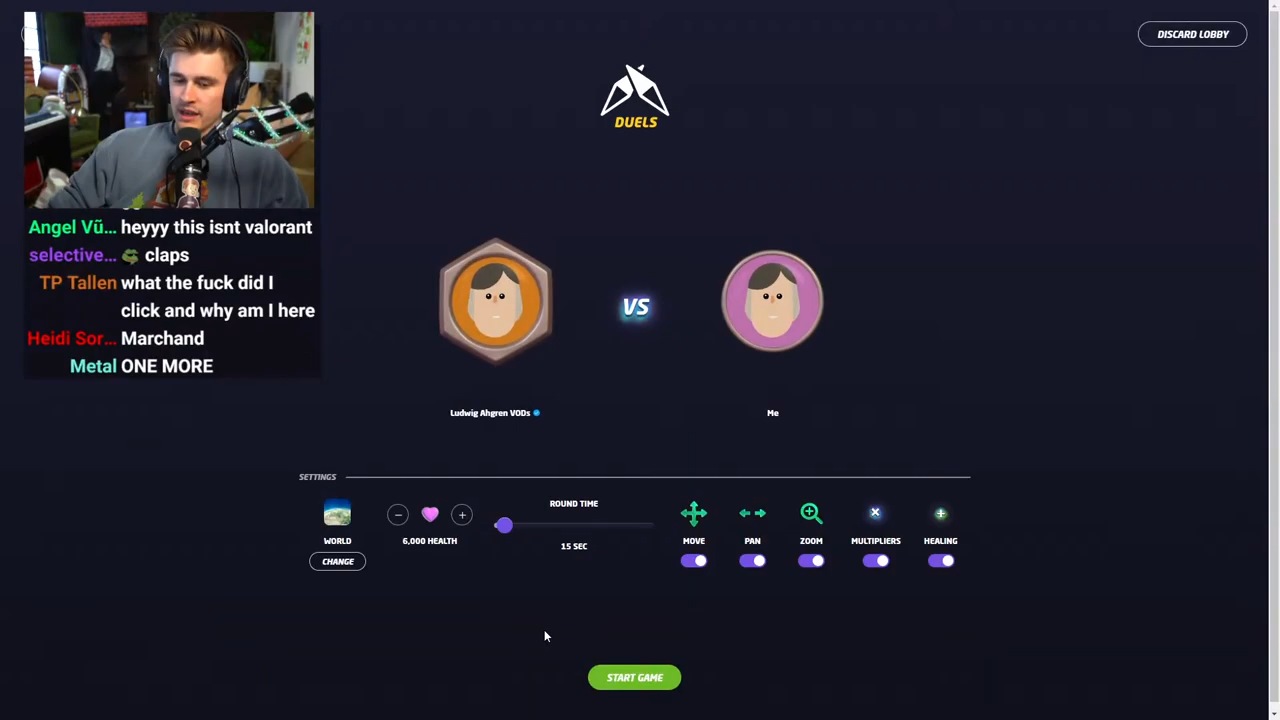 DISCARD LOBBY
DUELS
Angel Vũ... heyyy this isnt valorant
selective... claps
TP Tallen what the fuck did I
click and why am I here
Heidi Sor... Marchand
Metal ONE MORE
VS
Ludwig Ahgren VODs
Me
SETTINGS
ROUND TIME
WORLD
6,000 HEALTH
15 SEC
MOVE
PAN
ZOOM
MULTIPLIERS
HEALING
CHANGE
START GAME